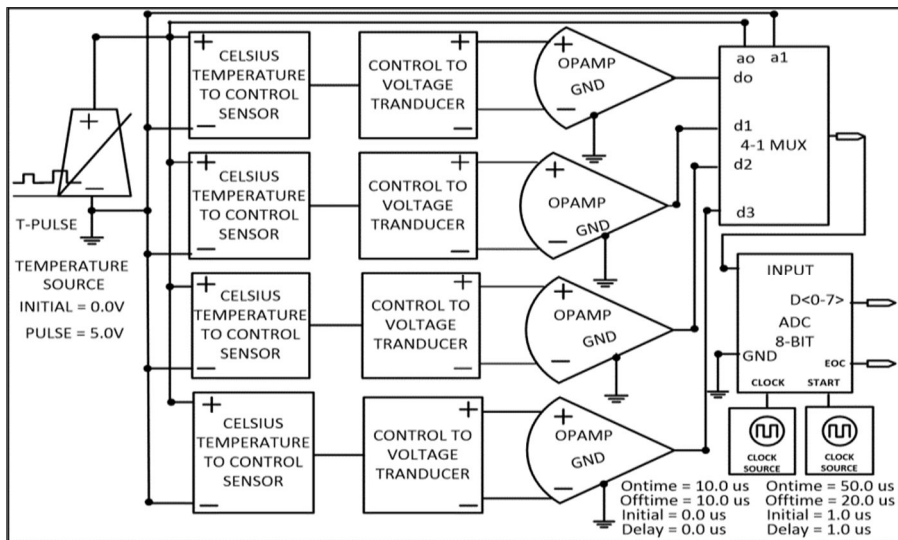 T-PULSE
TEMPERATURE
SOURCE
INITIAL = 0.0V
PULSE = 5.0V
+
−
+
CELSIUS
TEMPERATURE
TO CONTROL
SENSOR
−
+
CONTROL TO
VOLTAGE
TRANDUCER
−
+
OPAMP
GND
−
+
CELSIUS
TEMPERATURE
TO CONTROL
SENSOR
−
+
CONTROL TO
VOLTAGE
TRANDUCER
−
+
OPAMP
GND
−
+
CELSIUS
TEMPERATURE
TO CONTROL
SENSOR
−
+
CONTROL TO
VOLTAGE
TRANDUCER
−
+
OPAMP
GND
−
+
CELSIUS
TEMPERATURE
TO CONTROL
SENSOR
−
+
CONTROL TO
VOLTAGE
TRANDUCER
−
+
OPAMP
GND
−
ao a1
do
d1
4-1 MUX
d2
d3
INPUT
D<0-7>
ADC
8-BIT
GND
EOC
CLOCK START
CLOCK
SOURCE
CLOCK
SOURCE
Ontime = 10.0 us
Offtime = 10.0 us
Initial = 0.0 us
Delay = 0.0 us
Ontime = 50.0 us
Offtime = 20.0 us
Initial = 1.0 us
Delay = 1.0 us